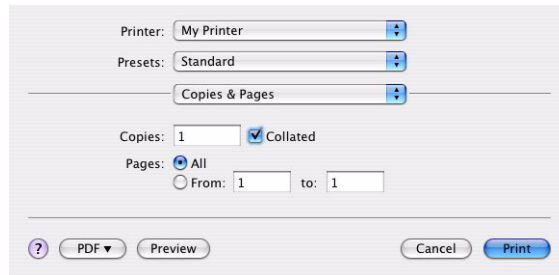 Printer: My Printer
Presets: Standard
Copies & Pages
Copies: 1 Collated
Pages: All
From: 1 to: 1
? PDF▼ Preview Cancel Print